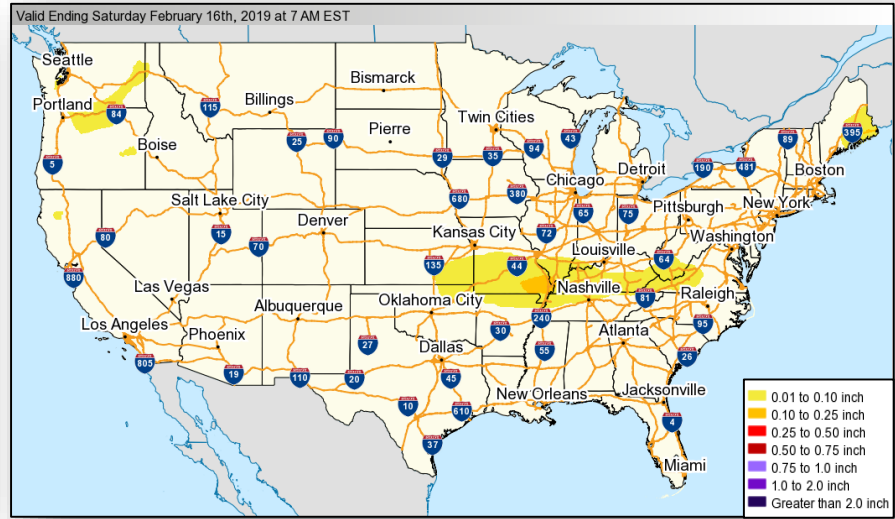 Valid Ending Saturday February 16th, 2019 at 7 AM EST
Seattle
Bismarck
Portland
115
Billings
84
Twin Cities
Pierre
395
Boise
25
90
94
43
89
5
29
35
190
481
Boston
Detroit
Chicago
Salt Lake City
680
380
65
75
Pittsburgh
New York
80
15
70
Denver
Kansas City
72
Washington
Louisville
880
135
44
64
Las Vegas
Nashville
Albuquerque
Oklahoma City
81
Raleigh
Los Angeles
Phoenix
240
95
30
Atlanta
27
Dallas
55
26
805
19
110
20
45
New Orleans
Jacksonville
10
610
4
37
Miami
0.01 to 0.10 inch
0.10 to 0.25 inch
0.25 to 0.50 inch
0.50 to 0.75 inch
0.75 to 1.0 inch
1.0 to 2.0 inch
Greater than 2.0 inch